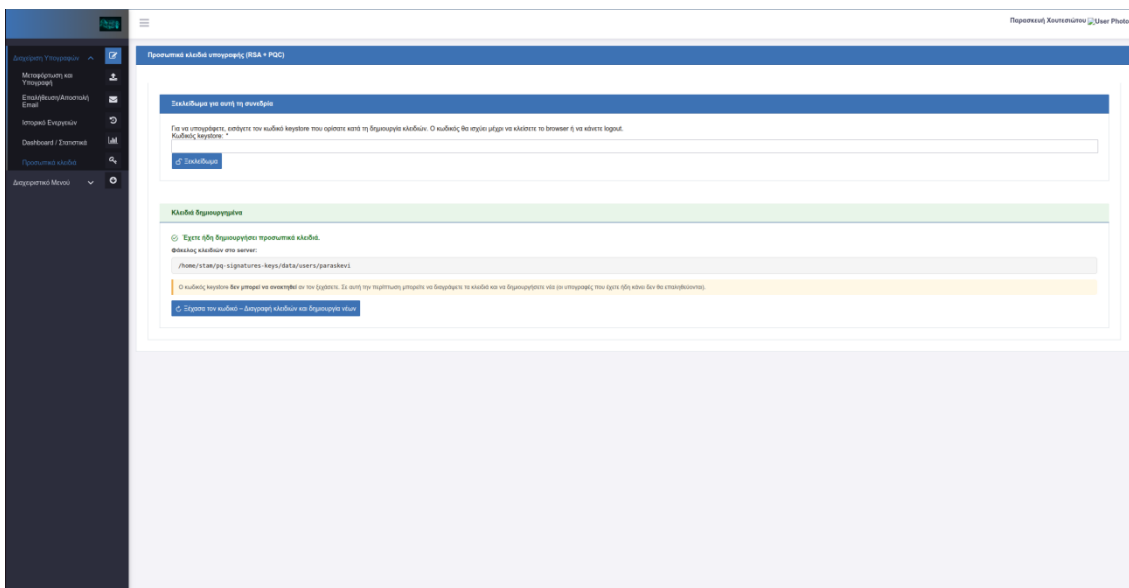 Παρασκευή Χουτεσιώτου User Photo
Διαχείριση Υπογραφών
Μεταφόρτωση και
Υπογραφή
Επαλήθευση/Αποστολή
Email
Ιστορικό Ενεργειών
Dashboard / Στατιστικά
Προσωπικά κλειδιά
Διαχειριστικό Μενού
Προσωπικά κλειδιά υπογραφής (RSA + PQC)
Ξεκλείδωμα για αυτή τη συνεδρία
Για να υπογράψετε, εισάγετε τον κωδικό keystore που ορίσατε κατά τη δημιουργία κλειδιών. Ο κωδικός θα ισχύει μέχρι να κλείσετε το browser ή να κάνετε logout.
Κωδικός keystore: *
Ξεκλείδωμα
Κλειδιά δημιουργημένα
Έχετε ήδη δημιουργήσει προσωπικά κλειδιά.
Φάκελος κλειδιών στο server:
/home/stam/pq-signatures-keys/data/users/paraskevi
Ο κωδικός keystore δεν μπορεί να ανακτηθεί αν τον ξεχάσετε. Σε αυτή την περίπτωση μπορείτε να διαγράψετε τα κλειδιά και να δημιουργήσετε νέα (οι υπογραφές που έχετε ήδη κάνει δεν θα επαληθεύονται).
Ξέχασα τον κωδικό – Διαγραφή κλειδιών και δημιουργία νέων